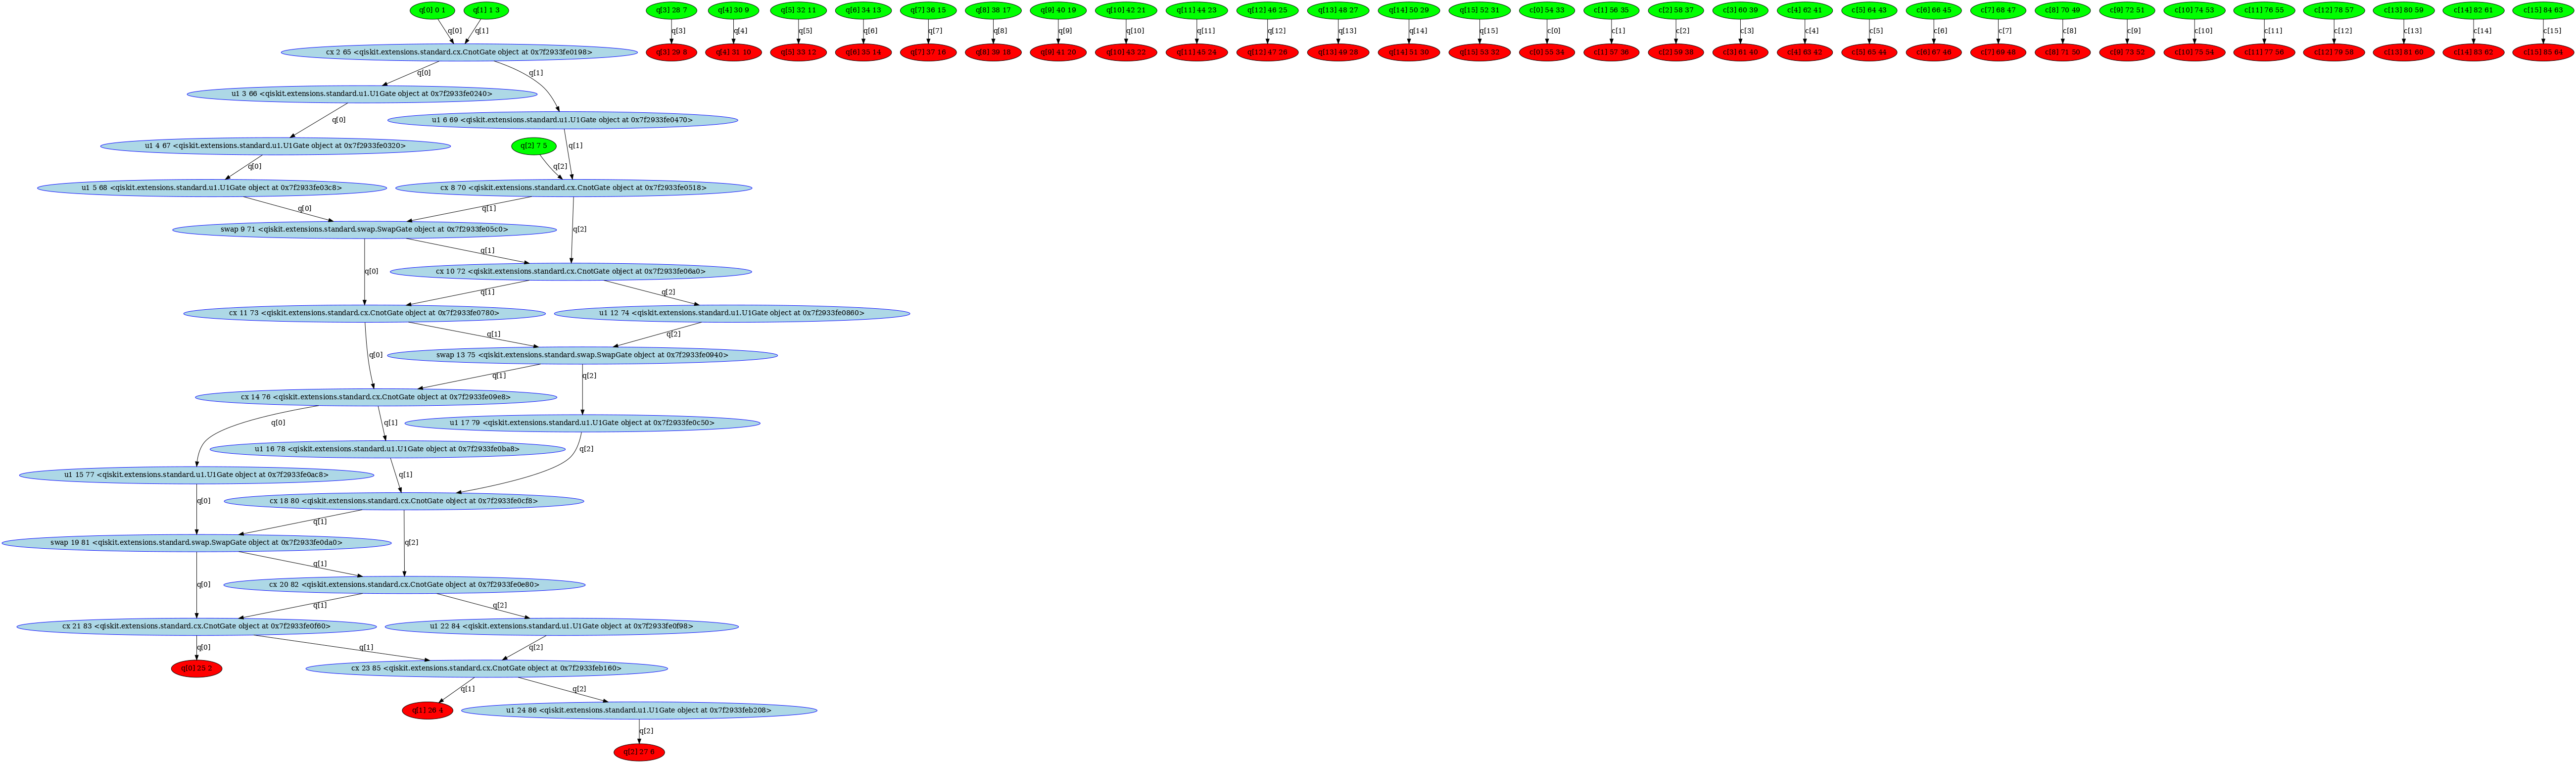 q[0] 0 1
q[1] 1 3
q[3] 28 7
q[4] 30 9
q[5] 32 11
q[6] 34 13
q[7] 36 15
q[8] 38 17
q[9] 40 19
q[10] 42 21
q[11] 44 23
q[12] 46 25
q[13] 48 27
q[14] 50 29
q[15] 52 31
c[0] 54 33
c[1] 56 35
c[2] 58 37
c[3] 60 39
c[4] 62 41
c[5] 64 43
c[6] 66 45
c[7] 68 47
c[8] 70 49
c[9] 72 51
c[10] 74 53
c[11] 76 55
c[12] 78 57
c[13] 80 59
c[14] 82 61
c[15] 84 63
q[0]
q[1]
q[3]
q[4]
q[5]
q[6]
q[7]
q[8]
q[9]
q[10]
q[11]
q[12]
q[13]
q[14]
q[15]
c[0]
c[1]
c[2]
c[3]
c[4]
c[5]
c[6]
c[7]
c[8]
c[9]
c[10]
c[11]
c[12]
c[13]
c[14]
c[15]
cx 2 65 <qiskit.extensions.standard.cx.CnotGate object at 0x7f2933fe0198>
q[3] 29 8
q[4] 31 10
q[5] 33 12
q[6] 35 14
q[7] 37 16
q[8] 39 18
q[9] 41 20
q[10] 43 22
q[11] 45 24
q[12] 47 26
q[13] 49 28
q[14] 51 30
q[15] 53 32
c[0] 55 34
c[1] 57 36
c[2] 59 38
c[3] 61 40
c[4] 63 42
c[5] 65 44
c[6] 67 46
c[7] 69 48
c[8] 71 50
c[9] 73 52
c[10] 75 54
c[11] 77 56
c[12] 79 58
c[13] 81 60
c[14] 83 62
c[15] 85 64
q[0]
q[1]
u1 3 66 <qiskit.extensions.standard.u1.U1Gate object at 0x7f2933fe0240>
q[0]
u1 6 69 <qiskit.extensions.standard.u1.U1Gate object at 0x7f2933fe0470>
u1 4 67 <qiskit.extensions.standard.u1.U1Gate object at 0x7f2933fe0320>
q[2] 7 5
q[1]
q[0]
q[2]
u1 5 68 <qiskit.extensions.standard.u1.U1Gate object at 0x7f2933fe03c8>
cx 8 70 <qiskit.extensions.standard.cx.CnotGate object at 0x7f2933fe0518>
q[0]
q[1]
swap 9 71 <qiskit.extensions.standard.swap.SwapGate object at 0x7f2933fe05c0>
q[2]
q[1]
q[0]
cx 10 72 <qiskit.extensions.standard.cx.CnotGate object at 0x7f2933fe06a0>
q[1]
q[2]
cx 11 73 <qiskit.extensions.standard.cx.CnotGate object at 0x7f2933fe0780>
u1 12 74 <qiskit.extensions.standard.u1.U1Gate object at 0x7f2933fe0860>
q[1]
q[2]
q[0]
swap 13 75 <qiskit.extensions.standard.swap.SwapGate object at 0x7f2933fe0940>
q[1]
q[2]
cx 14 76 <qiskit.extensions.standard.cx.CnotGate object at 0x7f2933fe09e8>
q[0]
q[1]
u1 17 79 <qiskit.extensions.standard.u1.U1Gate object at 0x7f2933fe0c50>
u1 16 78 <qiskit.extensions.standard.u1.U1Gate object at 0x7f2933fe0ba8>
q[2]
u1 15 77 <qiskit.extensions.standard.u1.U1Gate object at 0x7f2933fe0ac8>
q[1]
q[0]
cx 18 80 <qiskit.extensions.standard.cx.CnotGate object at 0x7f2933fe0cf8>
q[1]
swap 19 81 <qiskit.extensions.standard.swap.SwapGate object at 0x7f2933fe0da0>
q[2]
q[1]
q[0]
cx 20 82 <qiskit.extensions.standard.cx.CnotGate object at 0x7f2933fe0e80>
q[1]
q[2]
cx 21 83 <qiskit.extensions.standard.cx.CnotGate object at 0x7f2933fe0f60>
u1 22 84 <qiskit.extensions.standard.u1.U1Gate object at 0x7f2933fe0f98>
q[0]
q[1]
q[2]
q[0] 25 2
cx 23 85 <qiskit.extensions.standard.cx.CnotGate object at 0x7f2933feb160>
q[1]
q[2]
q[1] 26 4
u1 24 86 <qiskit.extensions.standard.u1.U1Gate object at 0x7f2933feb208>
q[2]
q[2] 27 6